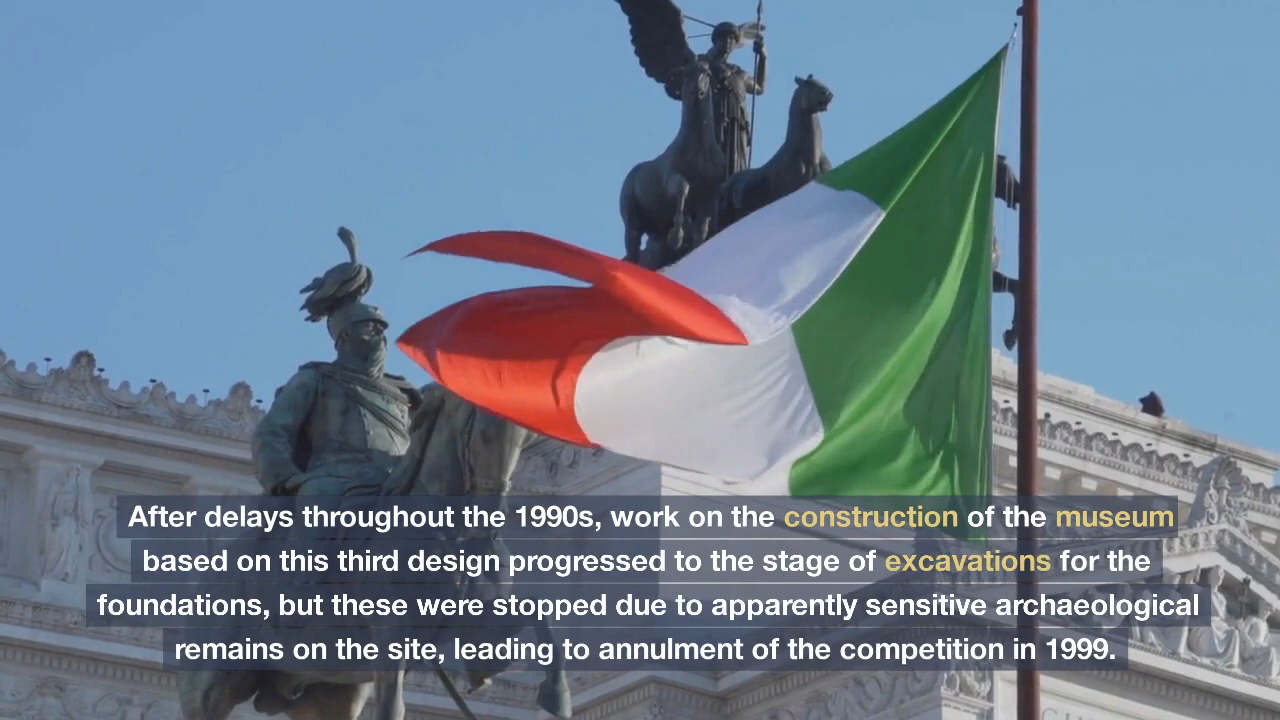 After delays throughout the 1990s, work on the construction of the museum
based on this third design progressed to the stage of excavations for the
foundations, but these were stopped due to apparently sensitive archaeological
remains on the site, leading to annulment of the competition in 1999.